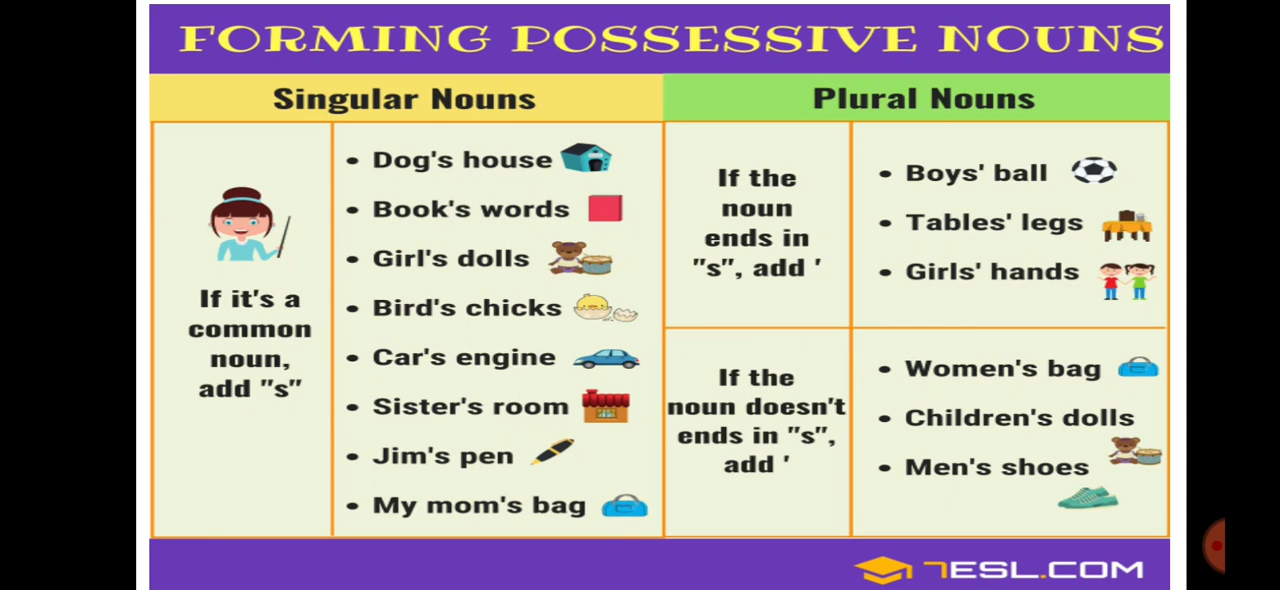 FORMING POSSESSIVE NOUNS
Singular Nouns
If it's a
common
noun,
add "s"
• Dog's house
• Book's words
• Girl's dolls
• Bird's chicks
• Car's engine
• Sister's room
• Jim's pen
• My mom's bag
Plural Nouns
If the
noun
ends in
"s", add '
• Boys' ball
• Tables' legs
• Girls' hands
If the
noun doesn't
ends in "s",
add '
• Women's bag
• Children's dolls
• Men's shoes
7ESL.COM